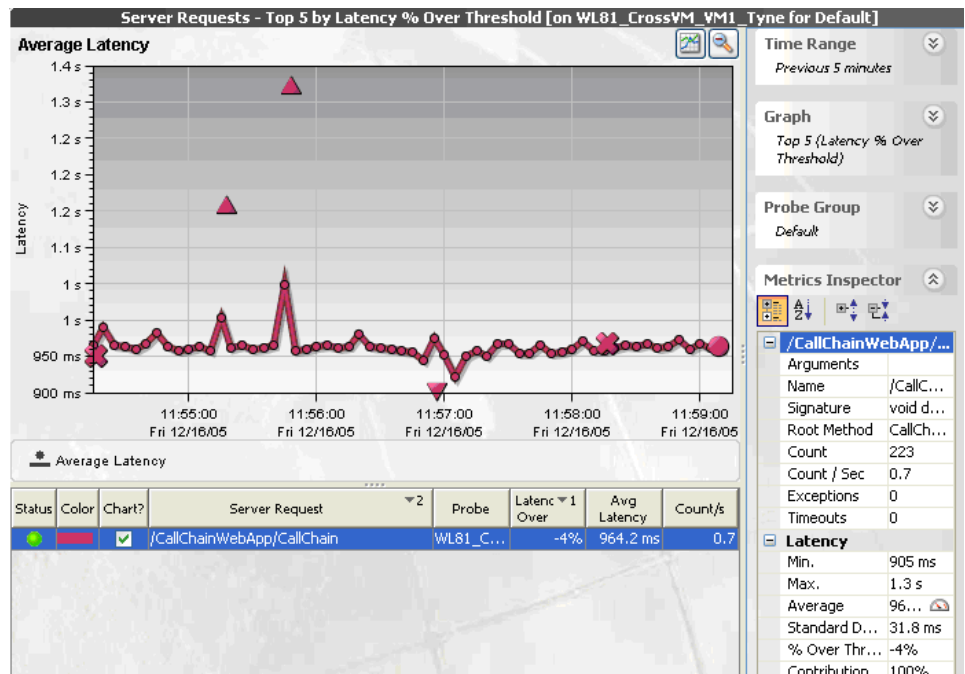 Server Requests - Top 5 by Latency % Over Threshold [on WL81_CrossVM_VM1_Tyne for Default]
Average Latency
1.4 s
1.3 s
1.2 s
1.2 s
1.2 s
1.1 s
1 s
1 s
950 ms
900 ms
Latency
11:55:00 11:56:00 11:57:00 11:58:00 11:59:00
Fri 12/16/05 Fri 12/16/05 Fri 12/16/05 Fri 12/16/05 Fri 12/16/05
Average Latency
Status Color Chart? Server Request 2 Probe Latenc 1 Over Avg Latency Count/s
/CallChainWebApp/CallChain WL81_C... -4% 964.2 ms 0.7
Time Range
Previous 5 minutes
Graph
Top 5 (Latency % Over
Threshold)
Probe Group
Default
Metrics Inspector
/CallChainWebApp/...
Arguments
Name /CallC...
Signature void d...
Root Method CallCh...
Count 223
Count / Sec 0.7
Exceptions 0
Timeouts 0
Latency
Min. 905 ms
Max. 1.3 s
Average 96...
Standard D... 31.8 ms
% Over Thr... -4%
Contribution 100%